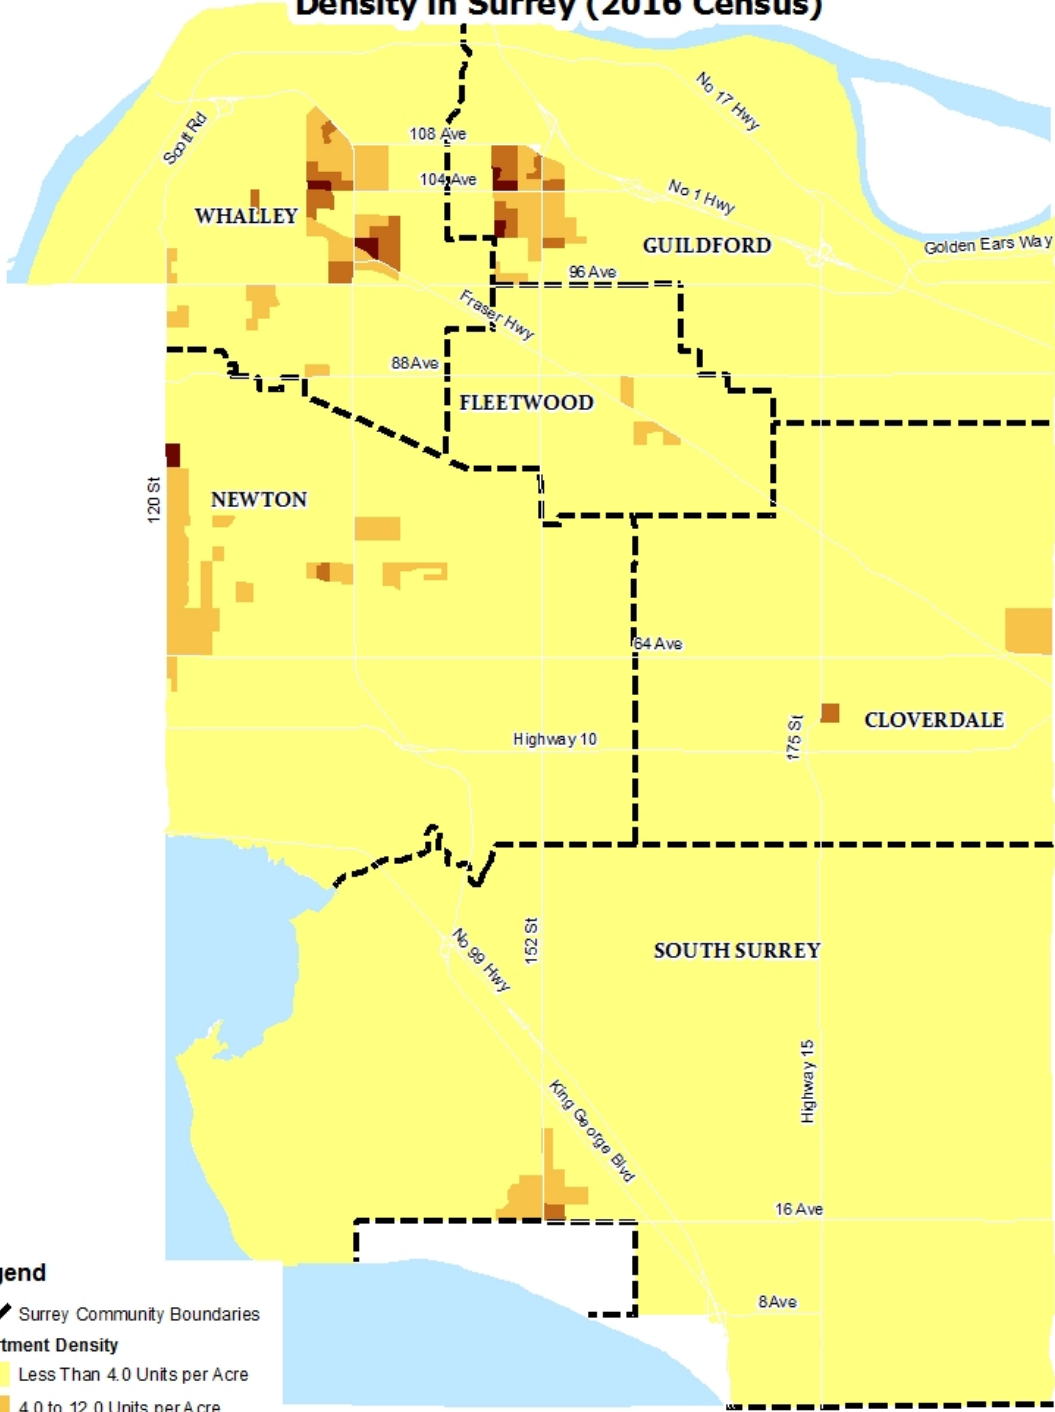 Density in Surrey (2016 Census)
No 17 Hwy
Scott Rd
108 Ave
104 Ave
No 1 Hwy
WHALLEY
GUILDFORD
Golden Ears Way
96 Ave
Fraser Hwy
88 Ave
FLEETWOOD
120 St
NEWTON
64 Ave
CLOVERDALE
175 St
Highway 10
152 St
No 99 Hwy
SOUTH SURREY
Highway 15
King George Blvd
16 Ave
gend
Surrey Community Boundaries
8 Ave
tment Density
Less Than 4.0 Units per Acre
4.0 to 12.0 Units per Acre